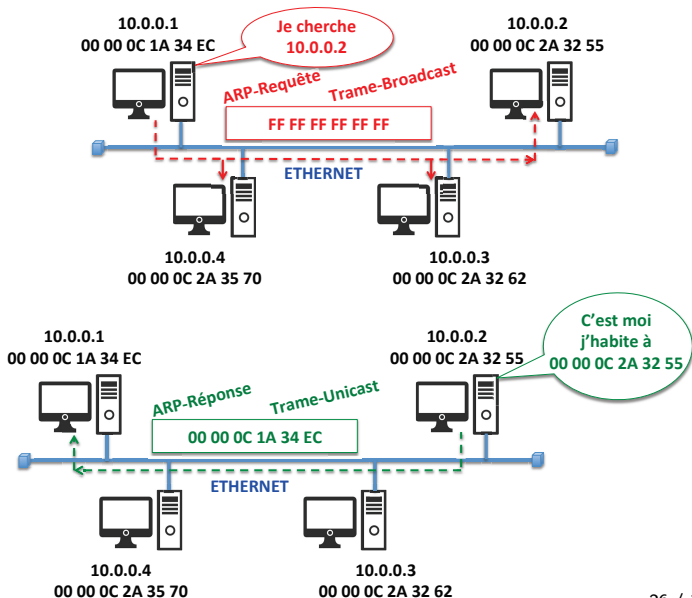 10.0.0.1
00 00 0C 1A 34 EC
Je cherche
10.0.0.2
10.0.0.2
00 00 0C 2A 32 55
ARP-Requête
Trame-Broadcast
FF FF FF FF FF FF
ETHERNET
10.0.0.4
00 00 0C 2A 35 70
10.0.0.3
00 00 0C 2A 32 62
10.0.0.1
00 00 0C 1A 34 EC
10.0.0.2
00 00 0C 2A 32 55
C'est moi
j'habite à
00 00 0C 2A 32 55
ARP-Réponse
Trame-Unicast
00 00 0C 1A 34 EC
ETHERNET
10.0.0.4
00 00 0C 2A 35 70
10.0.0.3
00 00 0C 2A 32 62